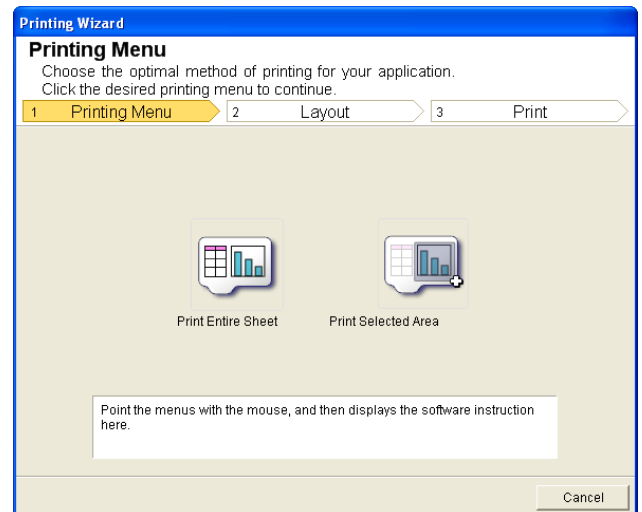 Printing Wizard
Printing Menu
Choose the optimal method of printing for your application.
Click the desired printing menu to continue.
1 Printing Menu 2 Layout 3 Print
Print Entire Sheet Print Selected Area
Point the menus with the mouse, and then displays the software instruction
here.
Cancel